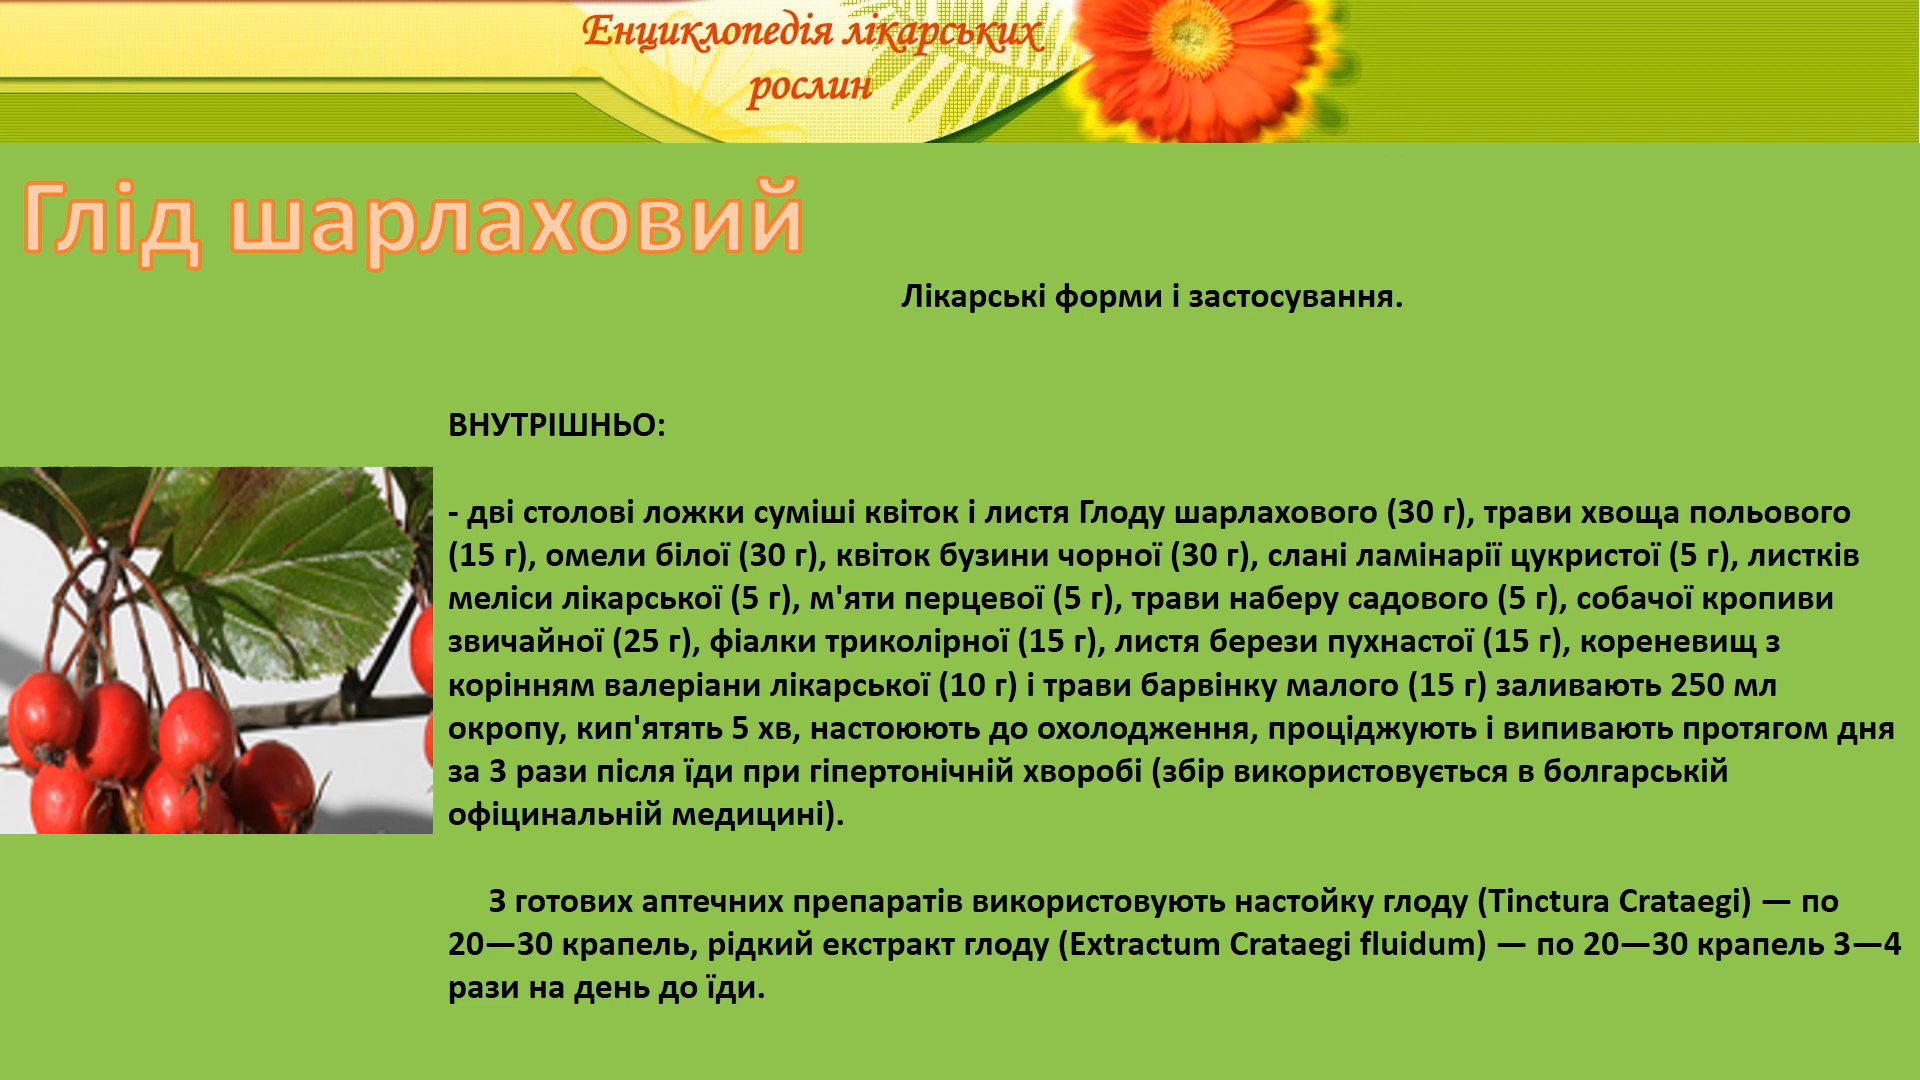 Енциклопедія лікарських
рослин
Глід шарлаховий
Лікарські форми і застосування.
ВНУТРІШНЬО:
- дві столові ложки суміші квіток і листя Глоду шарлахового (30 г), трави хвоща польового
(15 г), омели білої (30 г), квіток бузини чорної (30 г), слані ламінарії цукристої (5 г), листків
меліси лікарської (5 г), м'яти перцевої (5 г), трави наберу садового (5 г), собачої кропиви
звичайної (25 г), фіалки триколірної (15 г), листя берези пухнастої (15 г), кореневищ з
корінням валеріани лікарської (10 г) і трави барвінку малого (15 г) заливають 250 мл
окропу, кип'ятять 5 хв, настоюють до охолодження, проціджують і випивають протягом дня
за 3 рази після їди при гіпертонічній хворобі (збір використовується в болгарській
офіцинальній медицині).
З готових аптечних препаратів використовують настойку глоду (Tinctura Crataegi) — по
20—30 крапель, рідкий екстракт глоду (Extractum Crataegi fluidum) — по 20—30 крапель 3—4
рази на день до їди.